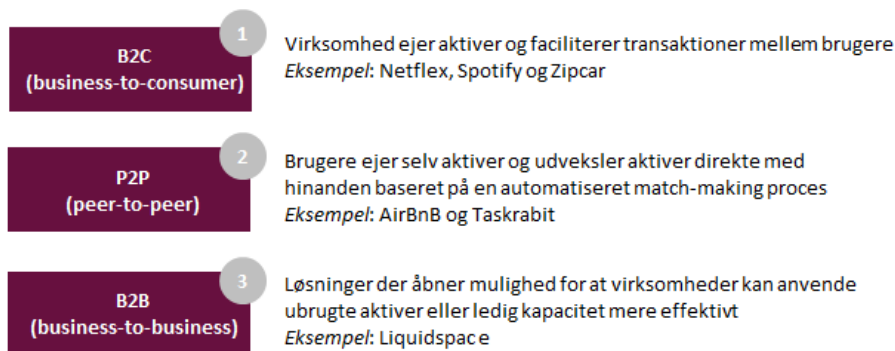 1
B2C
(business-to-consumer)
Virksomhed ejer aktiver og faciliterer transaktioner mellem brugere
Eksempel: Netflex, Spotify og Zipcar
2
P2P
(peer-to-peer)
Brugere ejer selv aktiver og udveksler aktiver direkte med
hinanden baseret på en automatiseret match-making proces
Eksempel: AirBnB og Taskrabit
3
B2B
(business-to-business)
Løsninger der åbner mulighed for at virksomheder kan anvende
ubrugte aktiver eller ledig kapacitet mere effektivt
Eksempel: Liquidspace